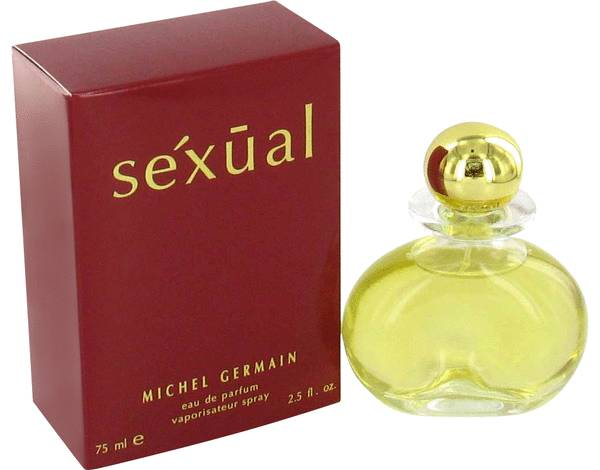 séxūal
MICHEL GERMAIN
eau de parfum
vaporisateur spray
75 ml e 2.5 fl. oz.